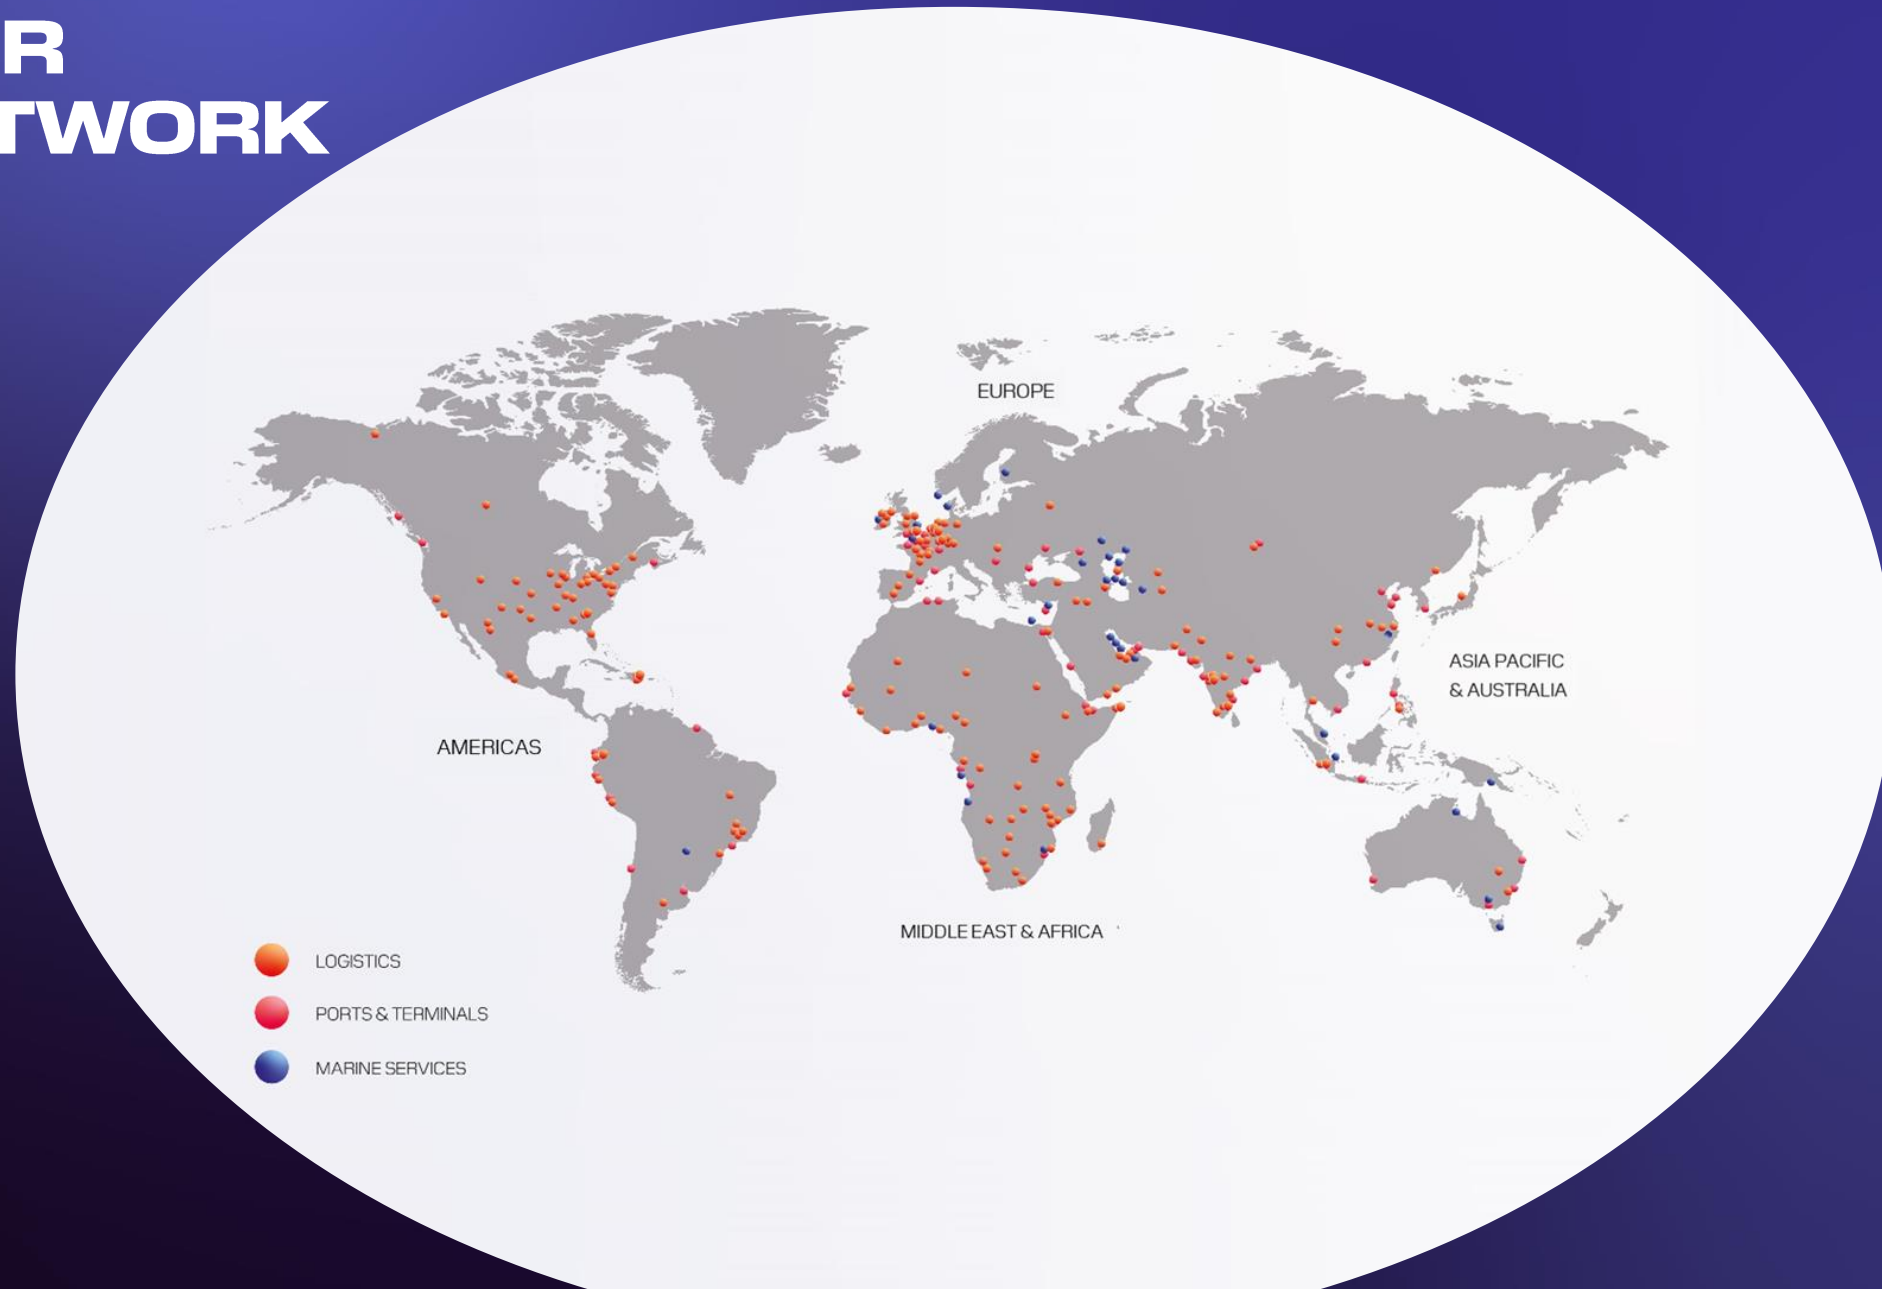 R
TWORK
EUROPE
ASIA PACIFIC
& AUSTRALIA
AMERICAS
MIDDLE EAST & AFRICA
LOGISTICS
PORTS & TERMINALS
MARINE SERVICES